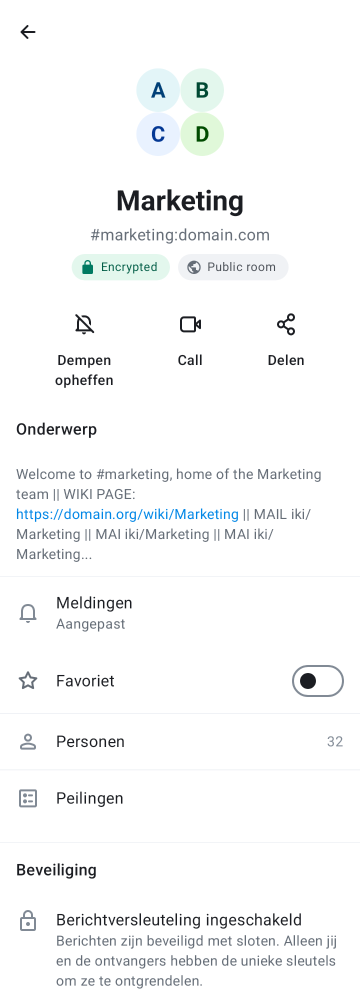 A B
C D
Marketing
#marketing:domain.com
Encrypted Public room
Dempen opheffen Call Delen
Onderwerp
Welcome to #marketing, home of the Marketing
team || WIKI PAGE:
https://domain.org/wiki/Marketing || MAIL iki/
Marketing || MAI iki/Marketing || MAI iki/
Marketing...
Meldingen
Aangepast
Favoriet
Personen 32
Peilingen
Beveiliging
Berichtversleuteling ingeschakeld
Berichten zijn beveiligd met sloten. Alleen jij
en de ontvangers hebben de unieke sleutels
om ze te ontgrendelen.